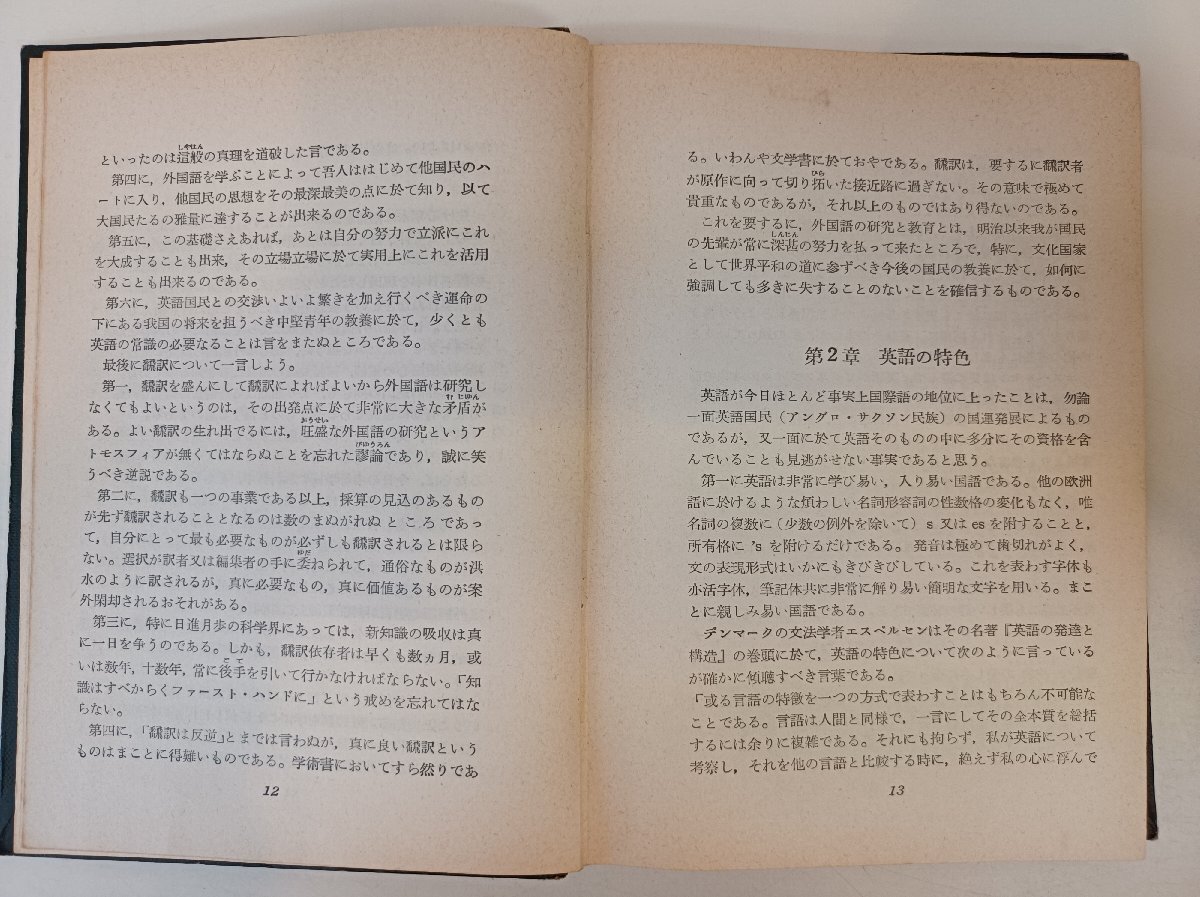 といったのは這般の真理を道破した言である。
第四に，外国語を学ぶことによって吾人ははじめて他国民のハ
ートに入り，他国民の思想をその最深最美の点に於て知り，以て
大国民たるの雅量に達することが出来るのである。
第五に，この基礎さえあれば，あとは自分の努力で立派にこれ
を大成することも出来，その立場立場に於て実用上にこれを活用
することも出来るのである。
第六に，英語国民との交渉いよいよ繁きを加え行くべき運命の
下にある我国の将来を担うべき中堅青年の教養に於て，少くとも
英語の常識の必要なることは言をまたぬところである。
最後に飜訳について一言しよう。
第一，飜訳を盛んにして飜訳によればよいから外国語は研究し
なくてもよいというのは，その出発点に於て非常に大きな矛盾が
ある。よい飜訳の生れ出でるには，旺盛な外国語の研究というア
トモスフィアが無くてはならぬことを忘れた謬論であり，誠に笑
うべき逆説である。
第二に，飜訳も一つの事業である以上，採算の見込のあるもの
が先ず飜訳されることとなるのは数のまぬがれぬところであっ
て，自分にとって最も必要なものが必ずしも飜訳されるとは限ら
ない。選択が訳者又は編集者の手に委ねられて，通俗なものが洪
水のように訳されるが，真に必要なもの，真に価値あるものが案
外閑却されるおそれがある。
第三に，特に日進月歩の科学界にあっては，新知識の吸収は真
に一日を争うのである。しかも，飜訳依存者は早くも数ヵ月，或
いは数年，十数年，常に後手を引いて行かなければならない。「知
識はすべからくファースト・ハンドに」という戒めを忘れてはな
らない。
第四に，「飜訳は反逆」とまでは言わぬが，真に良い飜訳という
ものはまことに得難いものである。学術書においてすら然りであ
12
る。いわんや文学書に於ておやである。飜訳は，要するに飜訳者
が原作に向って切り拓いた接近路に過ぎない。その意味で極めて
貴重なものであるが，それ以上のものではあり得ないのである。
これを要するに，外国語の研究と教育とは，明治以来我が国民
の先輩が常に深甚の努力を払って来たところで，特に，文化国家
として世界平和の道に参ずべき今後の国民の教養に於て，如何に
強調しても多きに失することのないことを確信するものである。
第2章 英語の特色
英語が今日ほとんど事実上国際語の地位に上ったことは，勿論
一面英語国民（アングロ・サクソン民族）の国運発展によるもの
であるが，又一面に於て英語そのものの中に多分にその資格を含
んでいることも見逃がせない事実であると思う。
第一に英語は非常に学び易い，入り易い国語である。他の欧洲
語に於けるような煩わしい名詞形容詞の性数格の変化もなく，唯
名詞の複数に（少数の例外を除いて）s 又は es を附することと，
所有格に 's を附けるだけである。発音は極めて歯切れがよく，
文の表現形式はいかにもきびきびしている。これを表わす字体も
亦活字体，筆記体共に非常に解り易い簡明な文字を用いる。まこ
とに親しみ易い国語である。
デンマークの文法学者エスペルセンはその名著『英語の発達と
構造』の巻頭に於て，英語の特色について次のように言っている
が確かに傾聴すべき言葉である。
「或る言語の特徴を一つの方式で表わすことはもちろん不可能な
ことである。言語は人間と同様で，一言にしてその全本質を総括
するには余りに複雑である。それにも拘らず，私が英語について
考察し，それを他の言語と比較する時に，絶えず私の心に浮んで
13